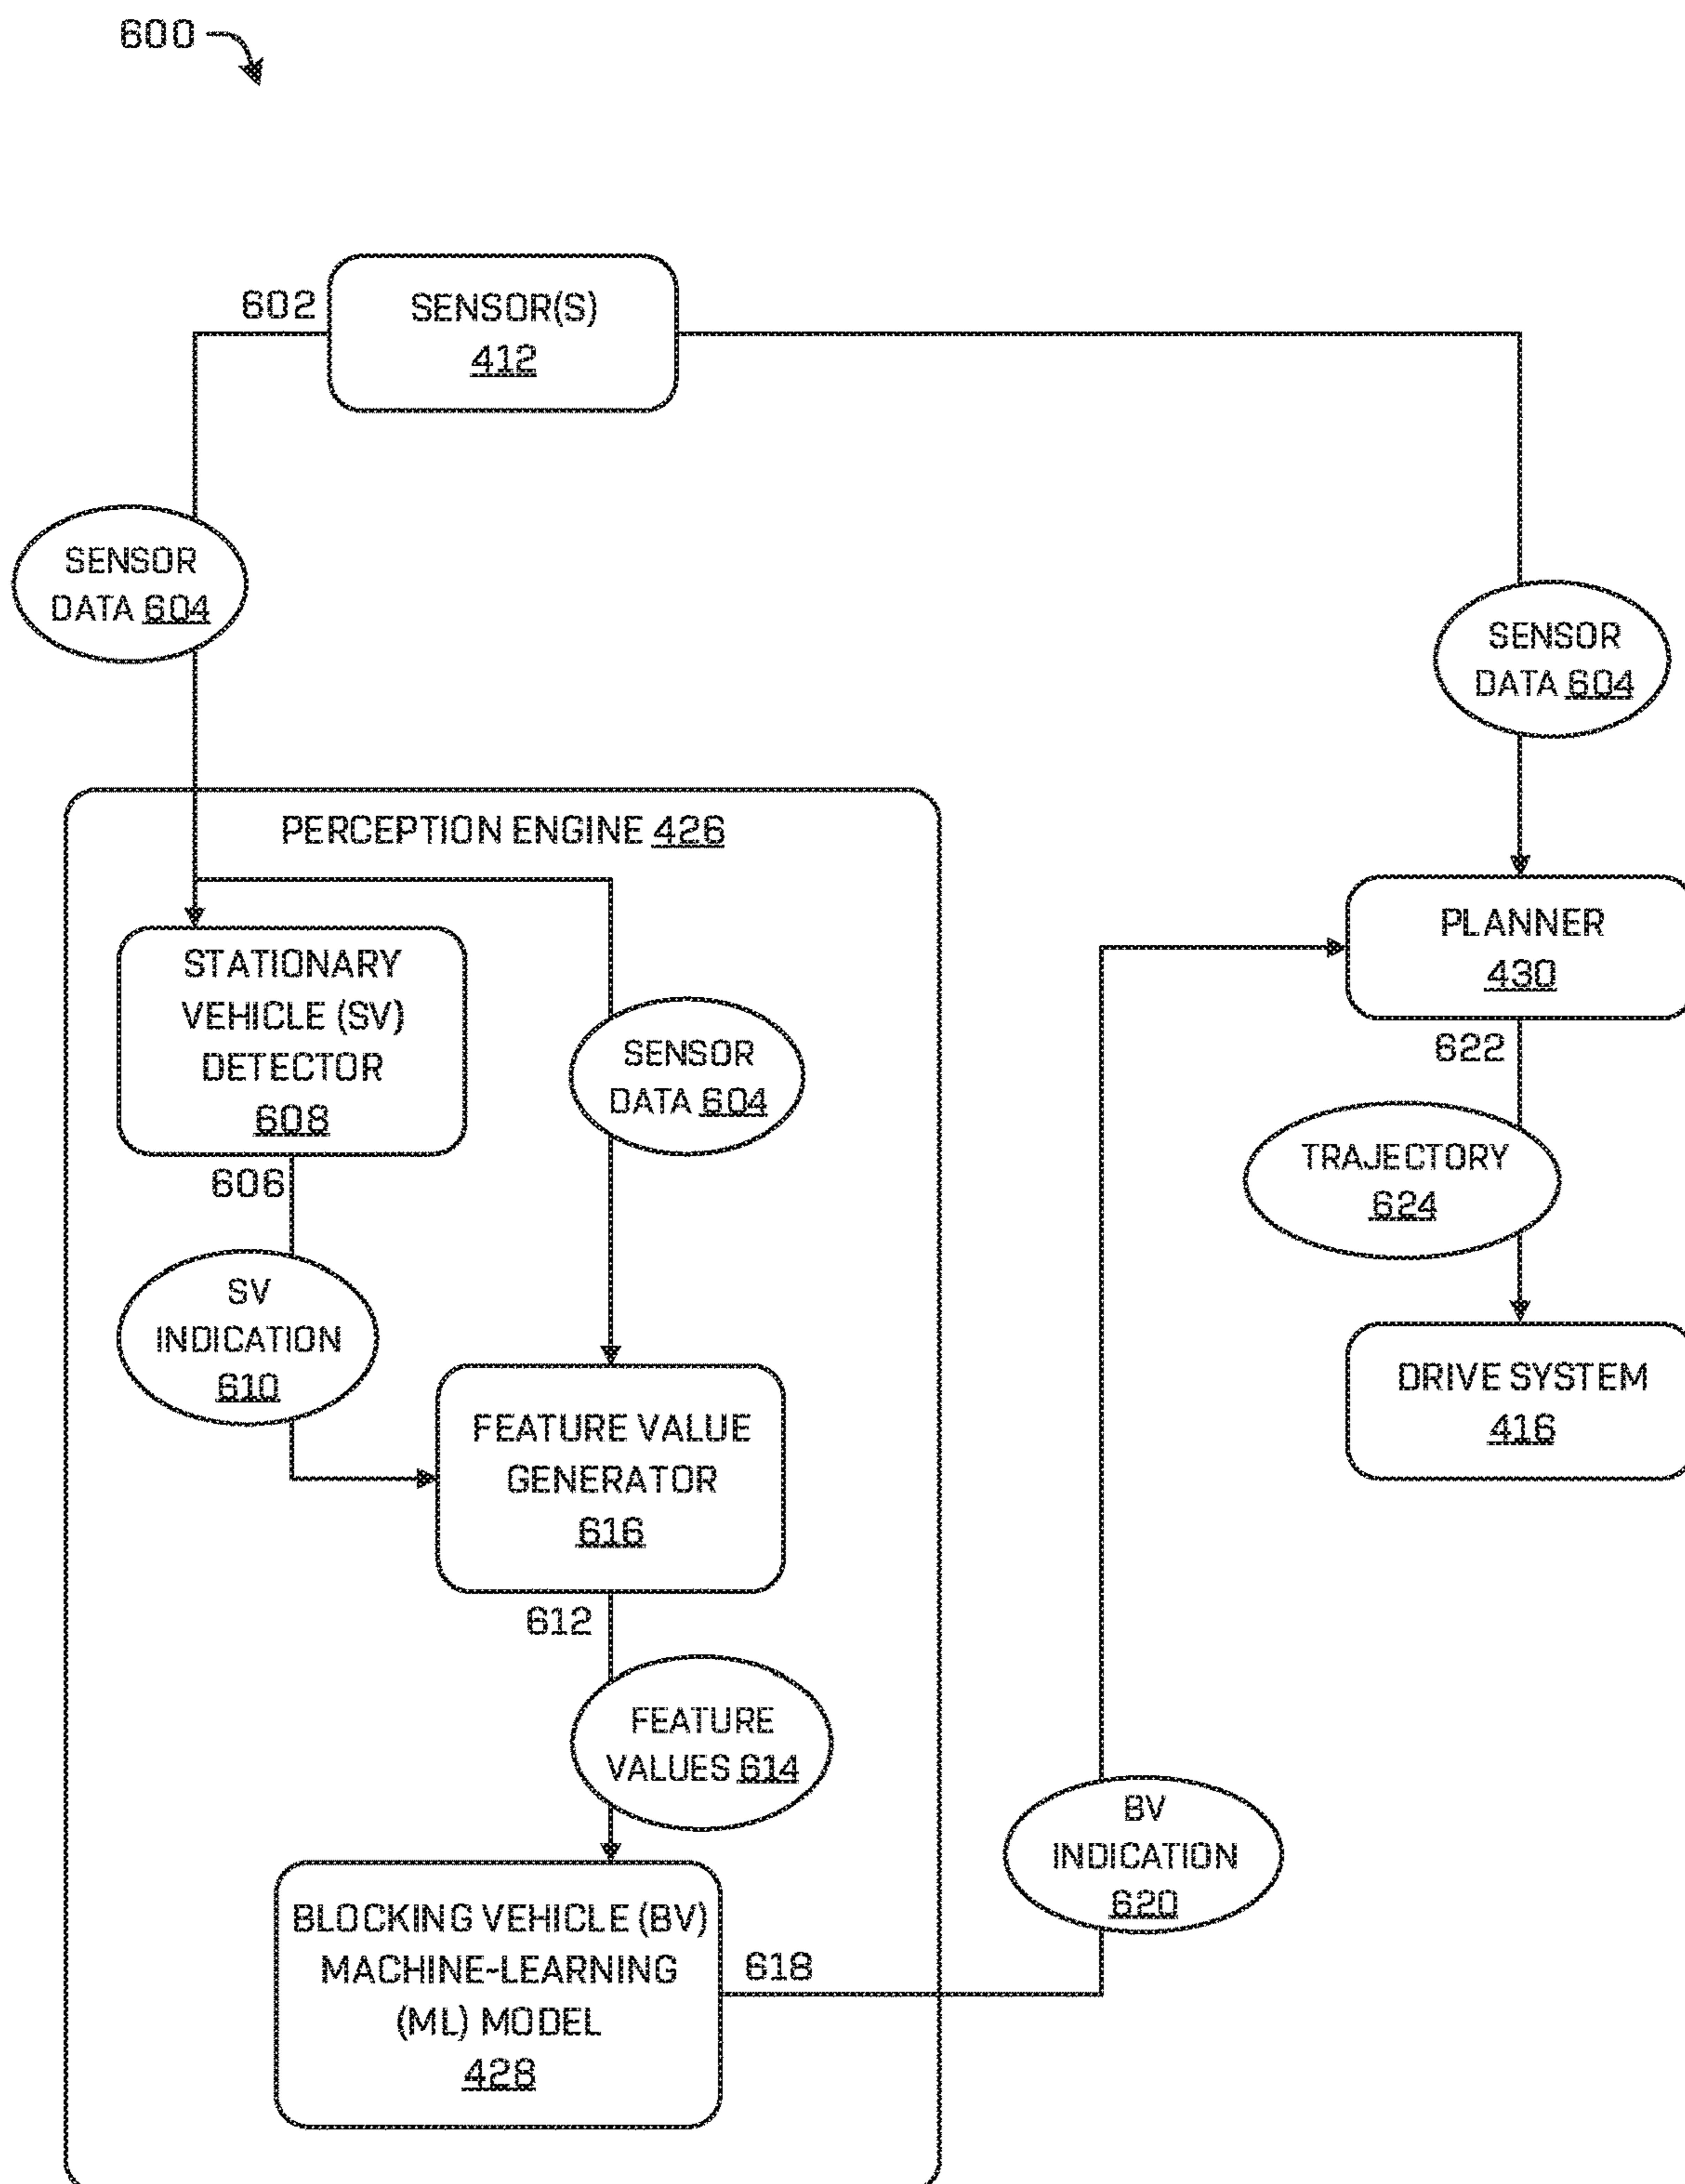 600
602
SENSOR(S)
412
SENSOR
DATA 604
SENSOR
DATA 604
PERCEPTION ENGINE 426
STATIONARY
VEHICLE (SV)
DETECTOR
608
SENSOR
DATA 604
PLANNER
430
622
TRAJECTORY
624
606
SV
INDICATION
610
DRIVE SYSTEM
416
FEATURE VALUE
GENERATOR
616
612
FEATURE
VALUES 614
BV
INDICATION
620
BLOCKING VEHICLE (BV)
MACHINE-LEARNING
(ML) MODEL
428
618